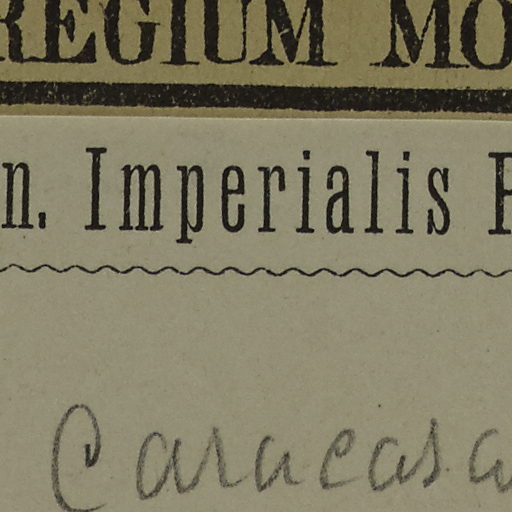 REGIUM MO
n. Imperialis P
Caracasa